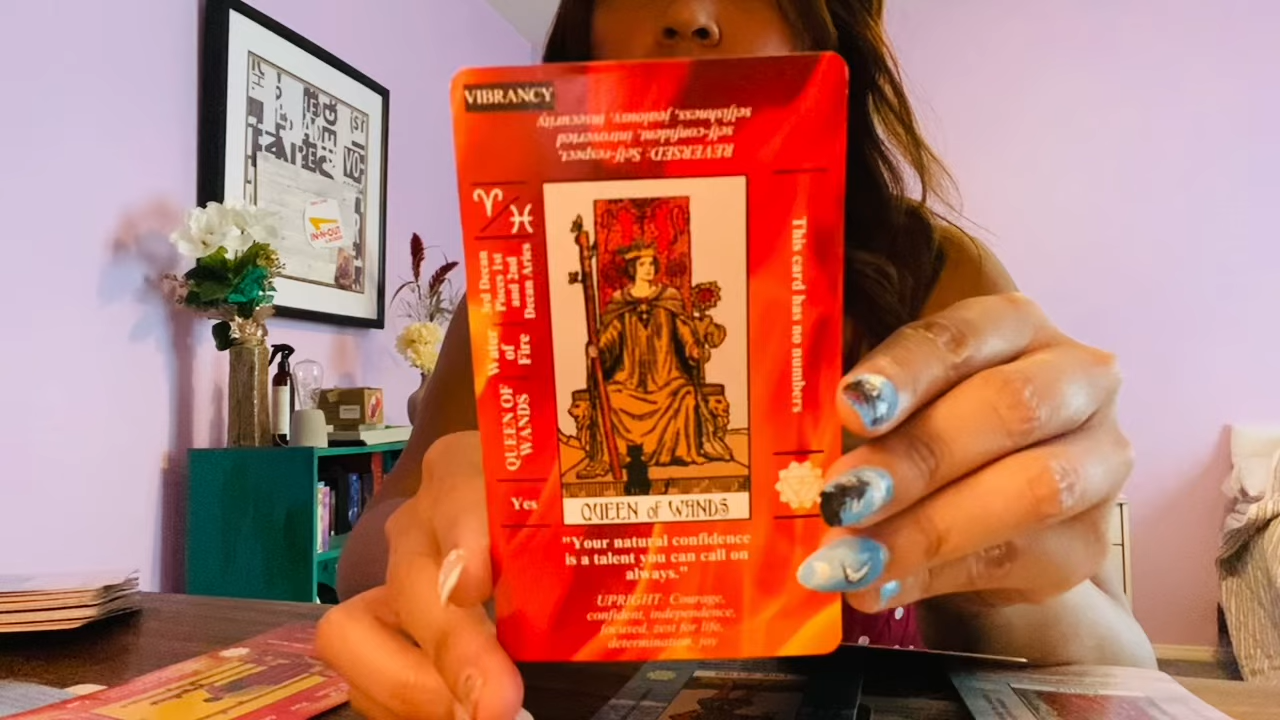 VIBRANCY
REVERSED: Self-respect,
self-confident, introverted
selfishness, jealousy, insecurity
3rd Decan
Pisces 1st
and 2nd
Decan Aries
Water
of
Fire
QUEEN OF
WANDS
Yes
This card has no numbers
QUEEN of WANDS
"Your natural confidence
is a talent you can call on
always."
UPRIGHT: Courage,
confident, independence,
focused, zest for life,
determination, joy
IN-N-OUT